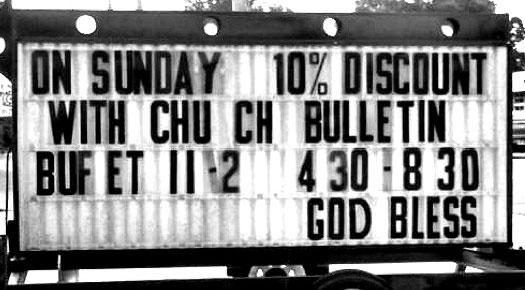 ON SUNDAY 10% DISCOUNT
WITH CHU CH BULLETIN
BUF ET 11-2 4 30-8 30
GOD BLESS